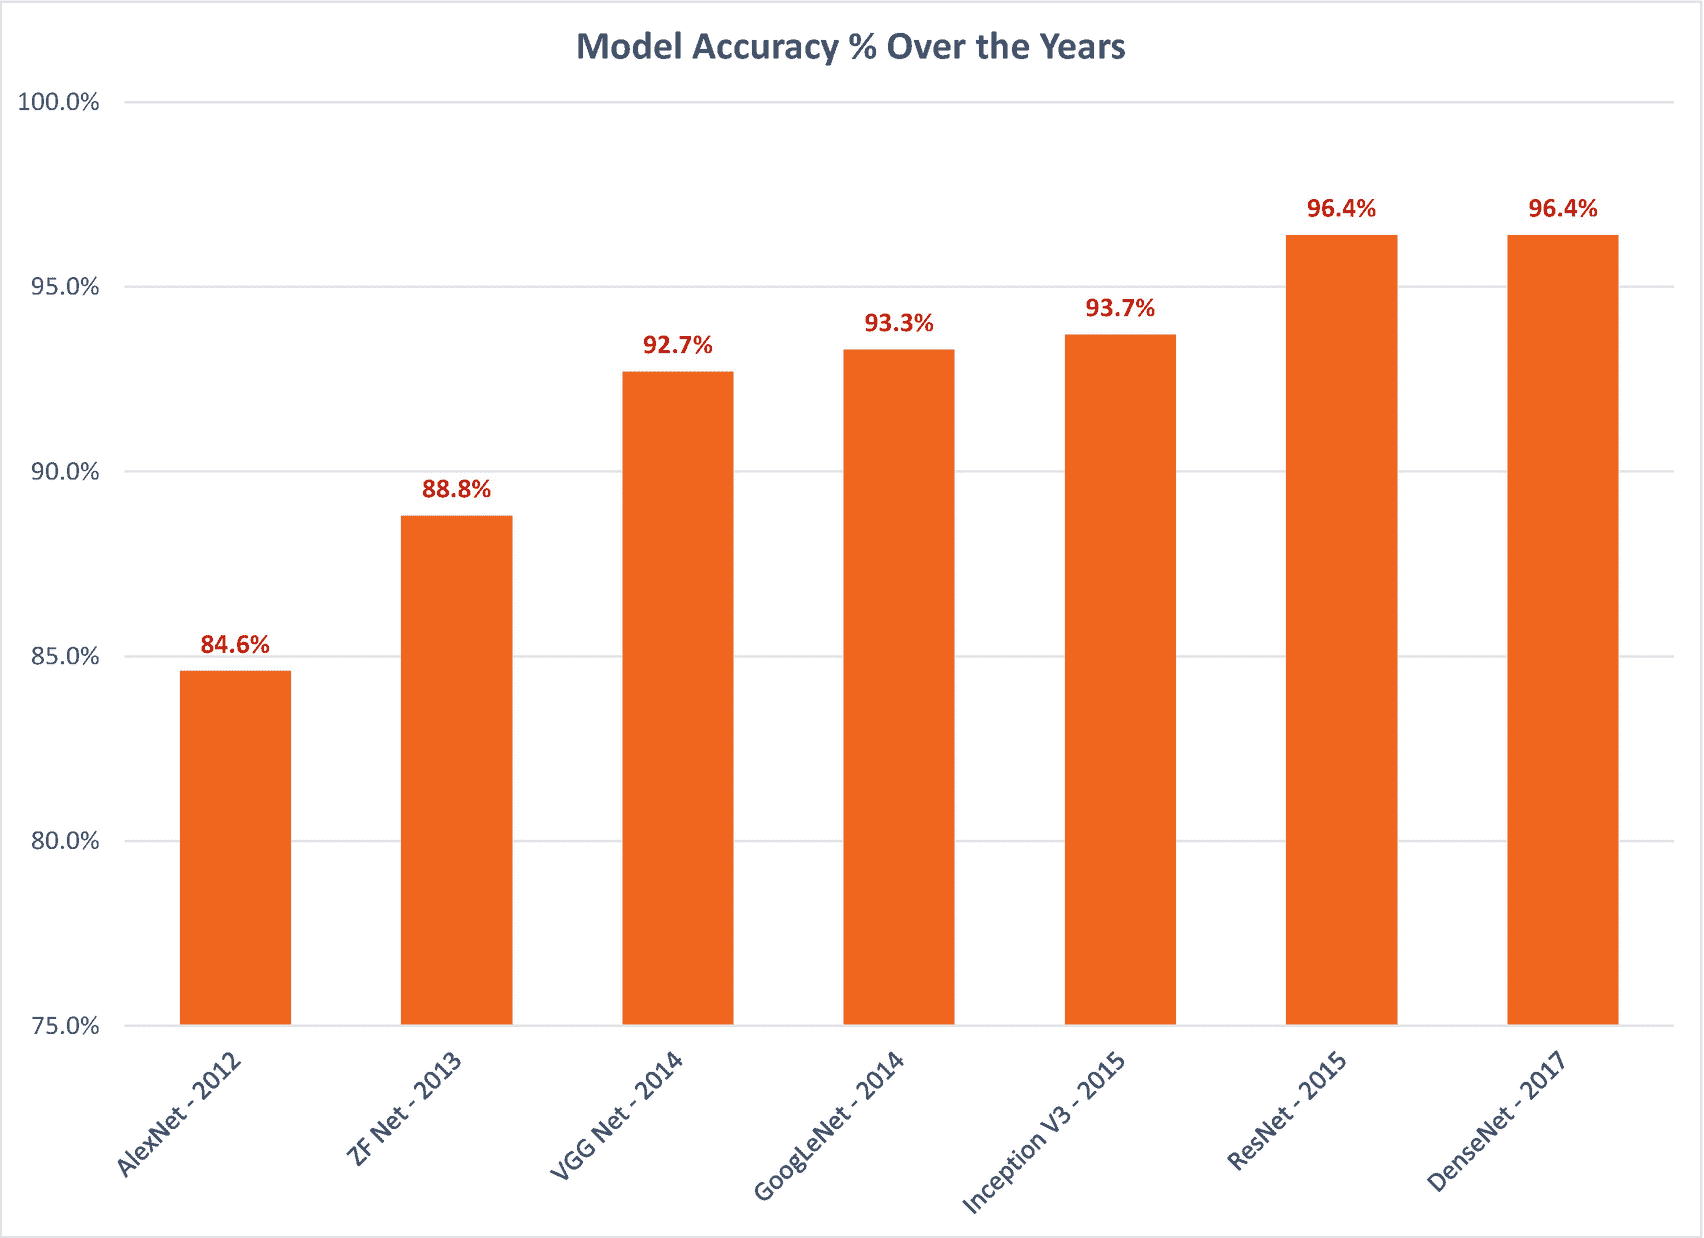 Model Accuracy % Over the Years
100.0%
95.0%
90.0%
85.0%
80.0%
75.0%
84.6%
88.8%
92.7%
93.3%
93.7%
96.4%
96.4%
AlexNet - 2012
ZF Net - 2013
VGG Net - 2014
GoogLeNet - 2014
Inception V3 - 2015
ResNet - 2015
DenseNet - 2017